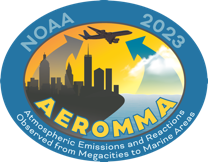 NOAA 2023
AEROMMA
Atmospheric Emissions and Reactions
Observed from Megacities to Marine Areas